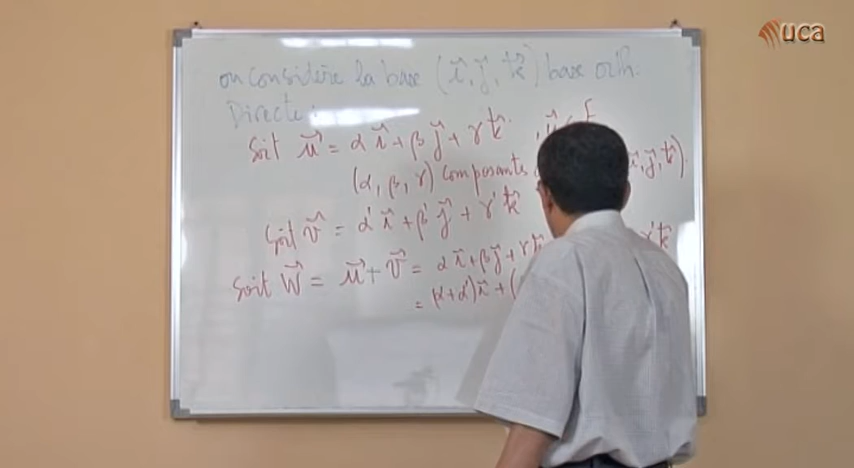 uca
on considère la base (i⃗, j⃗, k⃗) base orth.
Directe :
Soit u⃗ = α i⃗ + β j⃗ + γ k⃗ , u⃗ ∈ E
(α, β, γ) composants i⃗, j⃗, k⃗).
Soit v⃗ = α' i⃗ + β' j⃗ + γ' k⃗
Soit W⃗ = u⃗ + v⃗ = α i⃗ + β j⃗ + γ k⃗ γ' k⃗
= (α+α') i⃗ + (